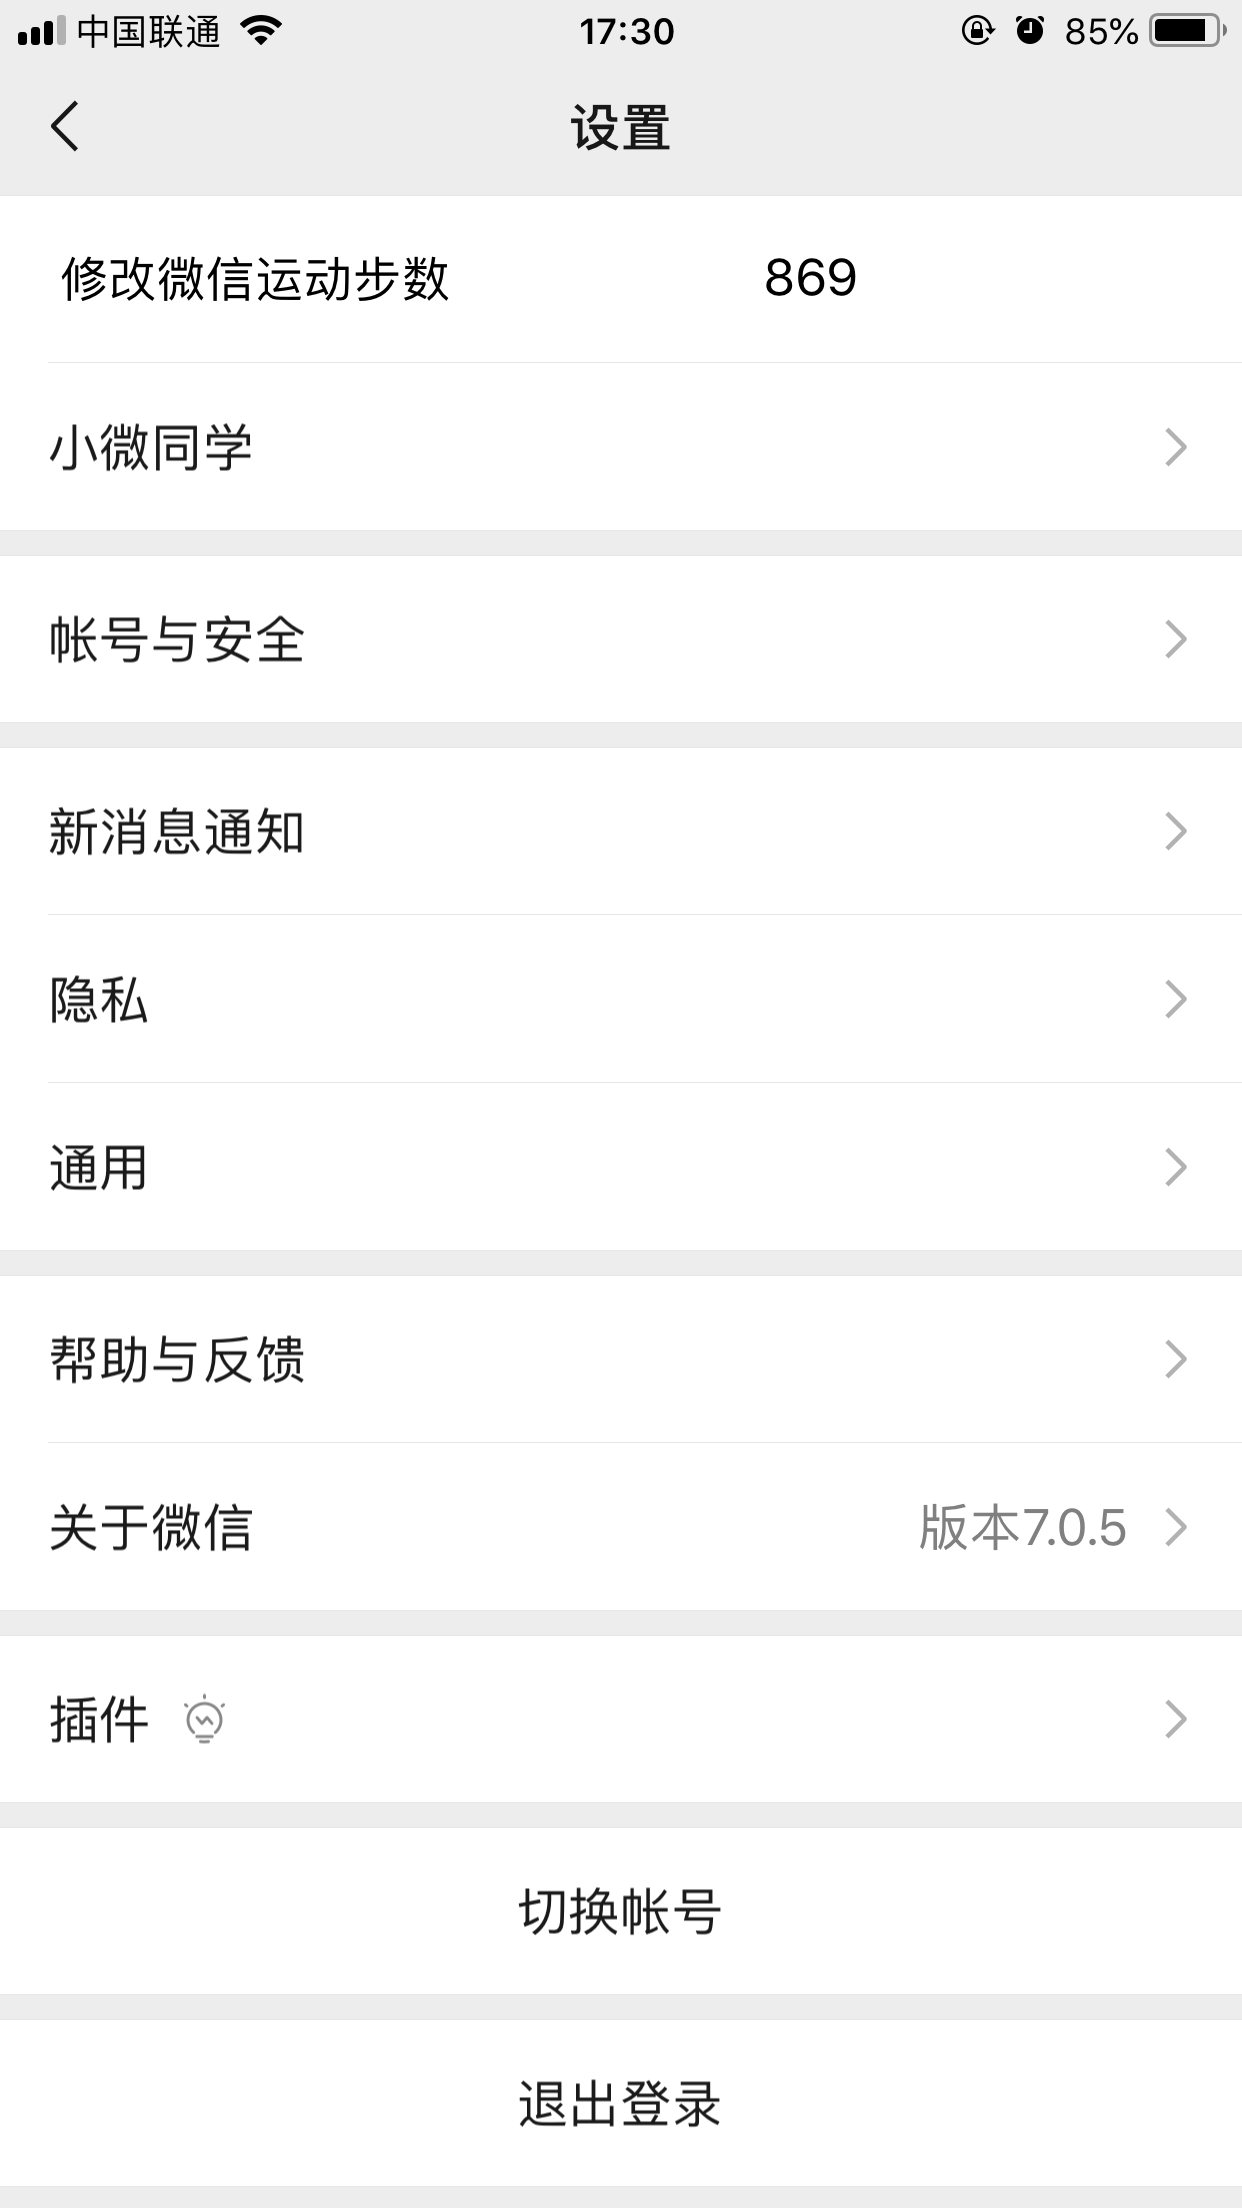 中国联通 17:30 85%
设置
修改微信运动步数 869
小微同学
帐号与安全
新消息通知
隐私
通用
帮助与反馈
关于微信 版本7.0.5
插件
切换帐号
退出登录